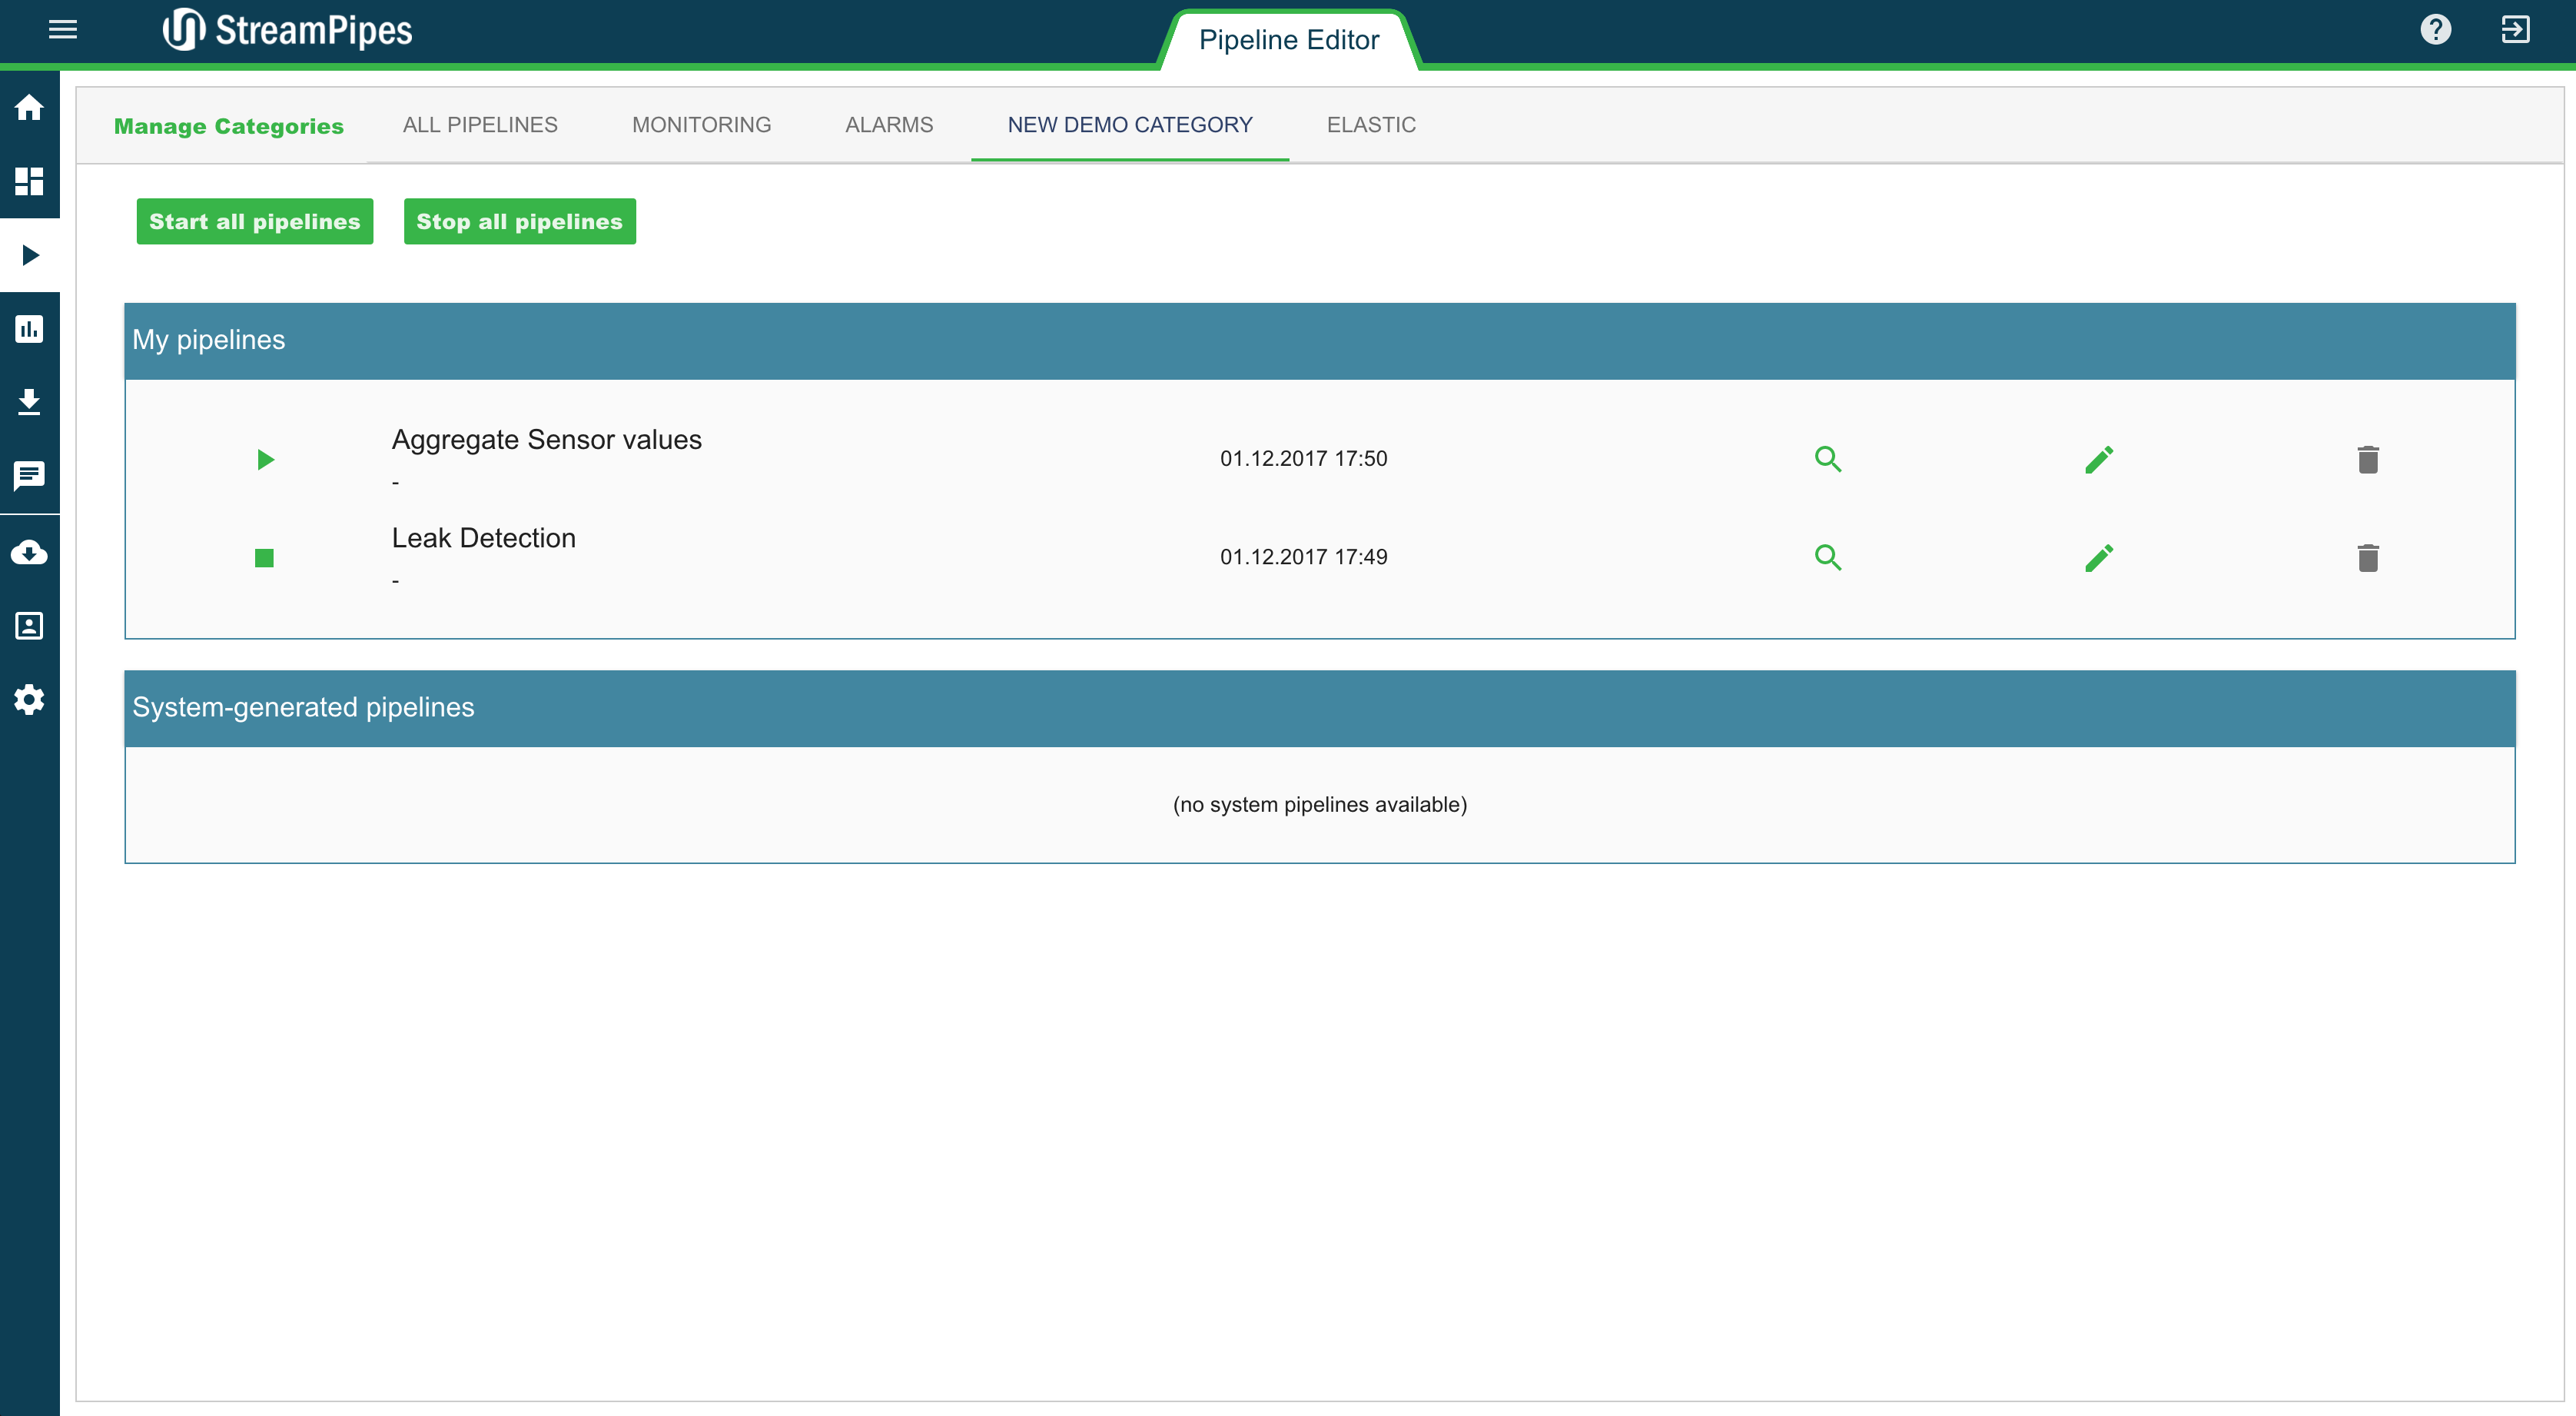 StreamPipes
Pipeline Editor
Manage Categories
ALL PIPELINES
MONITORING
ALARMS
NEW DEMO CATEGORY
ELASTIC
Start all pipelines
Stop all pipelines
My pipelines
Aggregate Sensor values
-
01.12.2017 17:50
Leak Detection
-
01.12.2017 17:49
System-generated pipelines
(no system pipelines available)